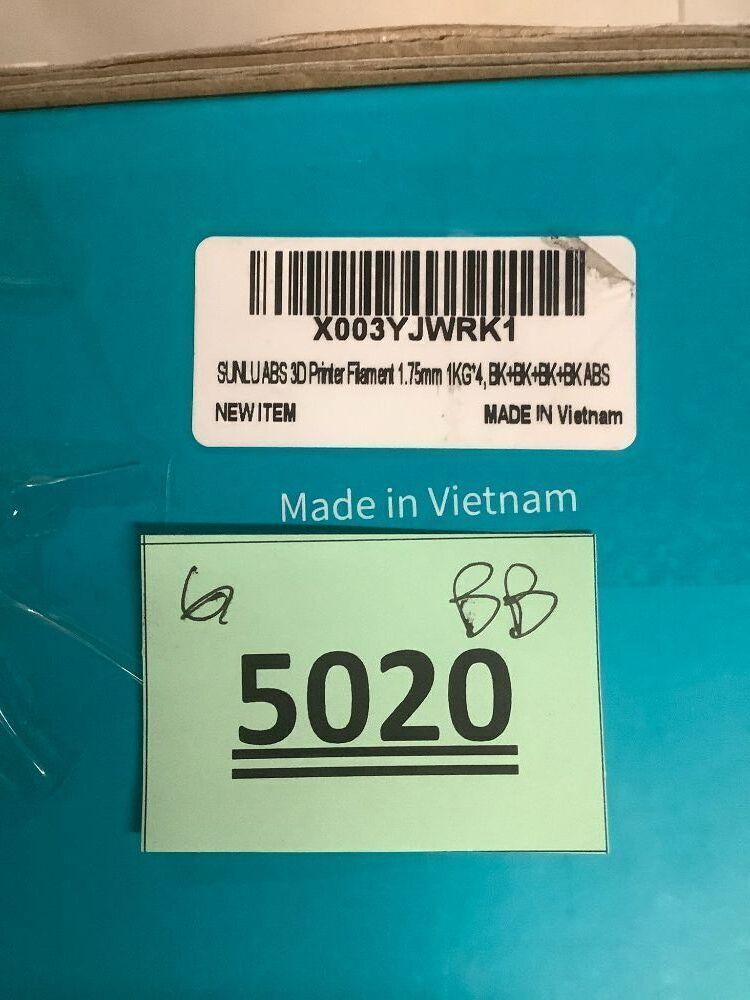 X003YJWRK1
SUNLU ABS 3D Printer Filament 1.75mm 1KG*4, BK+BK+BK+BK ABS
NEW ITEM MADE IN Vietnam
Made in Vietnam
BB
5020